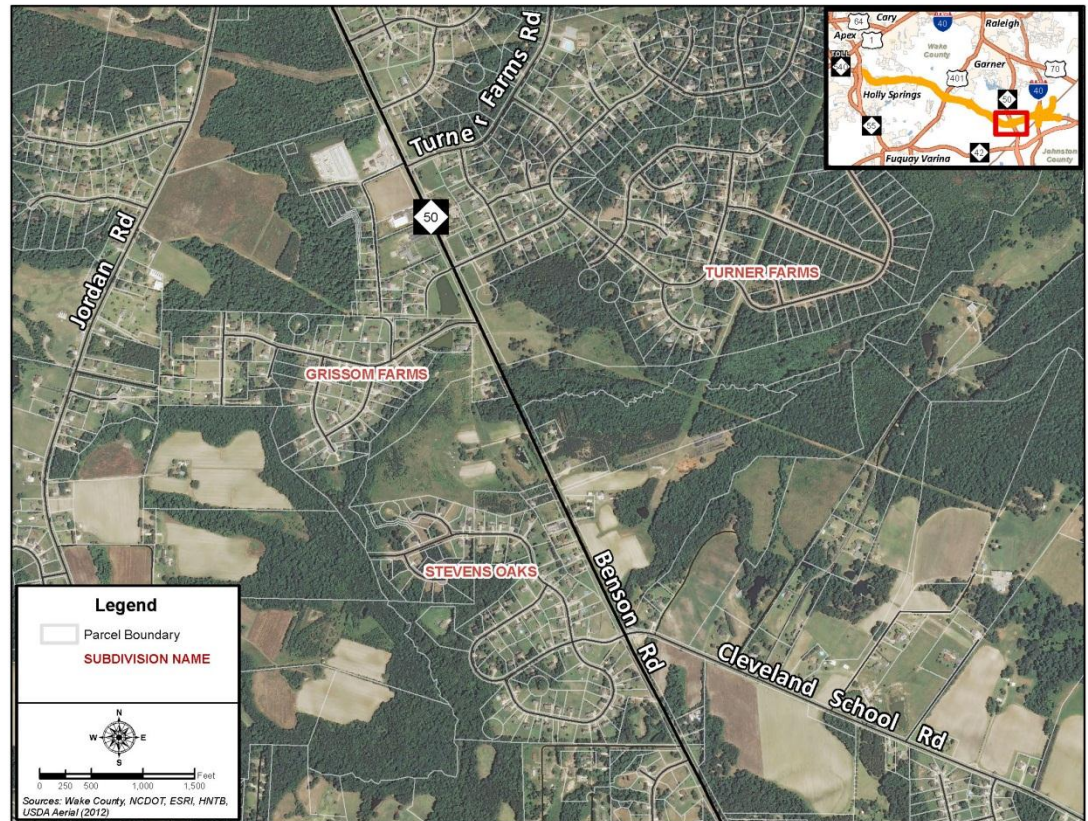 Turner Farms Rd
50
Jordan Rd
TURNER FARMS
GRISSOM FARMS
STEVENS OAKS
Benson Rd
Cleveland School Rd
64
Cary
40
Raleigh
Apex
1
Wake
County
Garner
70
TOLL
540
401
Holly Springs
50
40
55
42
Fuquay Varina
Johnston
County
Legend
Parcel Boundary
SUBDIVISION NAME
N
W
E
S
Feet
0 250 500 1,000 1,500
Sources: Wake County, NCDOT, ESRI, HNTB,
USDA Aerial (2012)